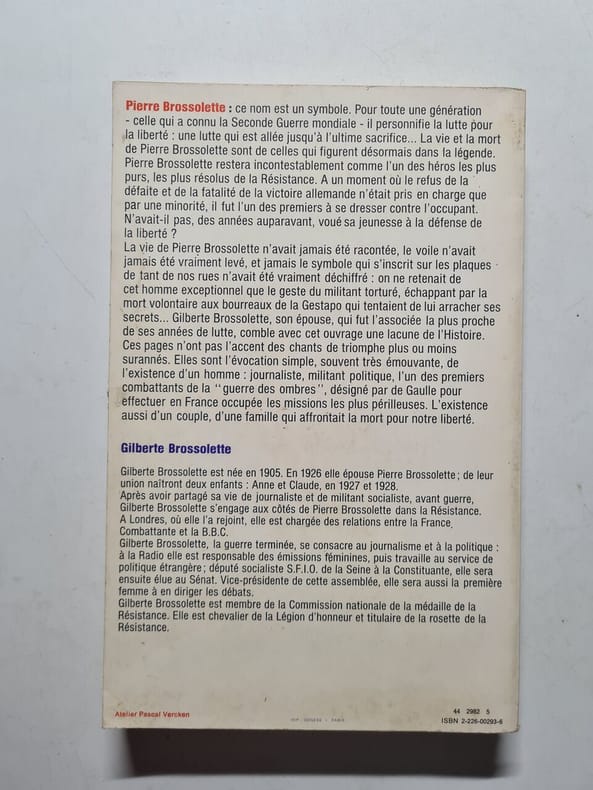 Pierre Brossolette : ce nom est un symbole. Pour toute une génération
- celle qui a connu la Seconde Guerre mondiale - il personnifie la lutte pour
la liberté : une lutte qui est allée jusqu'à l'ultime sacrifice... La vie et la mort
de Pierre Brossolette sont de celles qui figurent désormais dans la légende.
Pierre Brossolette restera incontestablement comme l'un des héros les plus
purs, les plus résolus de la Résistance. A un moment où le refus de la
défaite et de la fatalité de la victoire allemande n'était pris en charge que
par une minorité, il fut l'un des premiers à se dresser contre l'occupant.
N'avait-il pas, des années auparavant, voué sa jeunesse à la défense de
la liberté ?
La vie de Pierre Brossolette n'avait jamais été racontée, le voile n'avait
jamais été vraiment levé, et jamais le symbole qui s'inscrit sur les plaques
de tant de nos rues n'avait été vraiment déchiffré : on ne retenait de
cet homme exceptionnel que le geste du militant torturé, échappant par la
mort volontaire aux bourreaux de la Gestapo qui tentaient de lui arracher ses
secrets... Gilberte Brossolette, son épouse, qui fut l'associée la plus proche
de ses années de lutte, comble avec cet ouvrage une lacune de l'Histoire.
Ces pages n'ont pas l'accent des chants de triomphe plus ou moins
surannés. Elles sont l'évocation simple, souvent très émouvante, de
l'existence d'un homme : journaliste, militant politique, l'un des premiers
combattants de la "guerre des ombres", désigné par de Gaulle pour
effectuer en France occupée les missions les plus périlleuses. L'existence
aussi d'un couple, d'une famille qui affrontait la mort pour notre liberté.
Gilberte Brossolette
Gilberte Brossolette est née en 1905. En 1926 elle épouse Pierre Brossolette ; de leur
union naîtront deux enfants : Anne et Claude, en 1927 et 1928.
Après avoir partagé sa vie de journaliste et de militant socialiste, avant guerre,
Gilberte Brossolette s'engage aux côtés de Pierre Brossolette dans la Résistance.
A Londres, où elle l'a rejoint, elle est chargée des relations entre la France
Combattante et la B.B.C.
Gilberte Brossolette, la guerre terminée, se consacre au journalisme et à la politique :
à la Radio elle est responsable des émissions féminines, puis travaille au service de
politique étrangère ; député socialiste S.F.I.O. de la Seine à la Constituante, elle sera
ensuite élue au Sénat. Vice-présidente de cette assemblée, elle sera aussi la première
femme à en diriger les débats.
Gilberte Brossolette est membre de la Commission nationale de la médaille de la
Résistance. Elle est chevalier de la Légion d'honneur et titulaire de la rosette de la
Résistance.
Atelier Pascal Vercken
44 2982 5
ISBN 2-226-00293-6